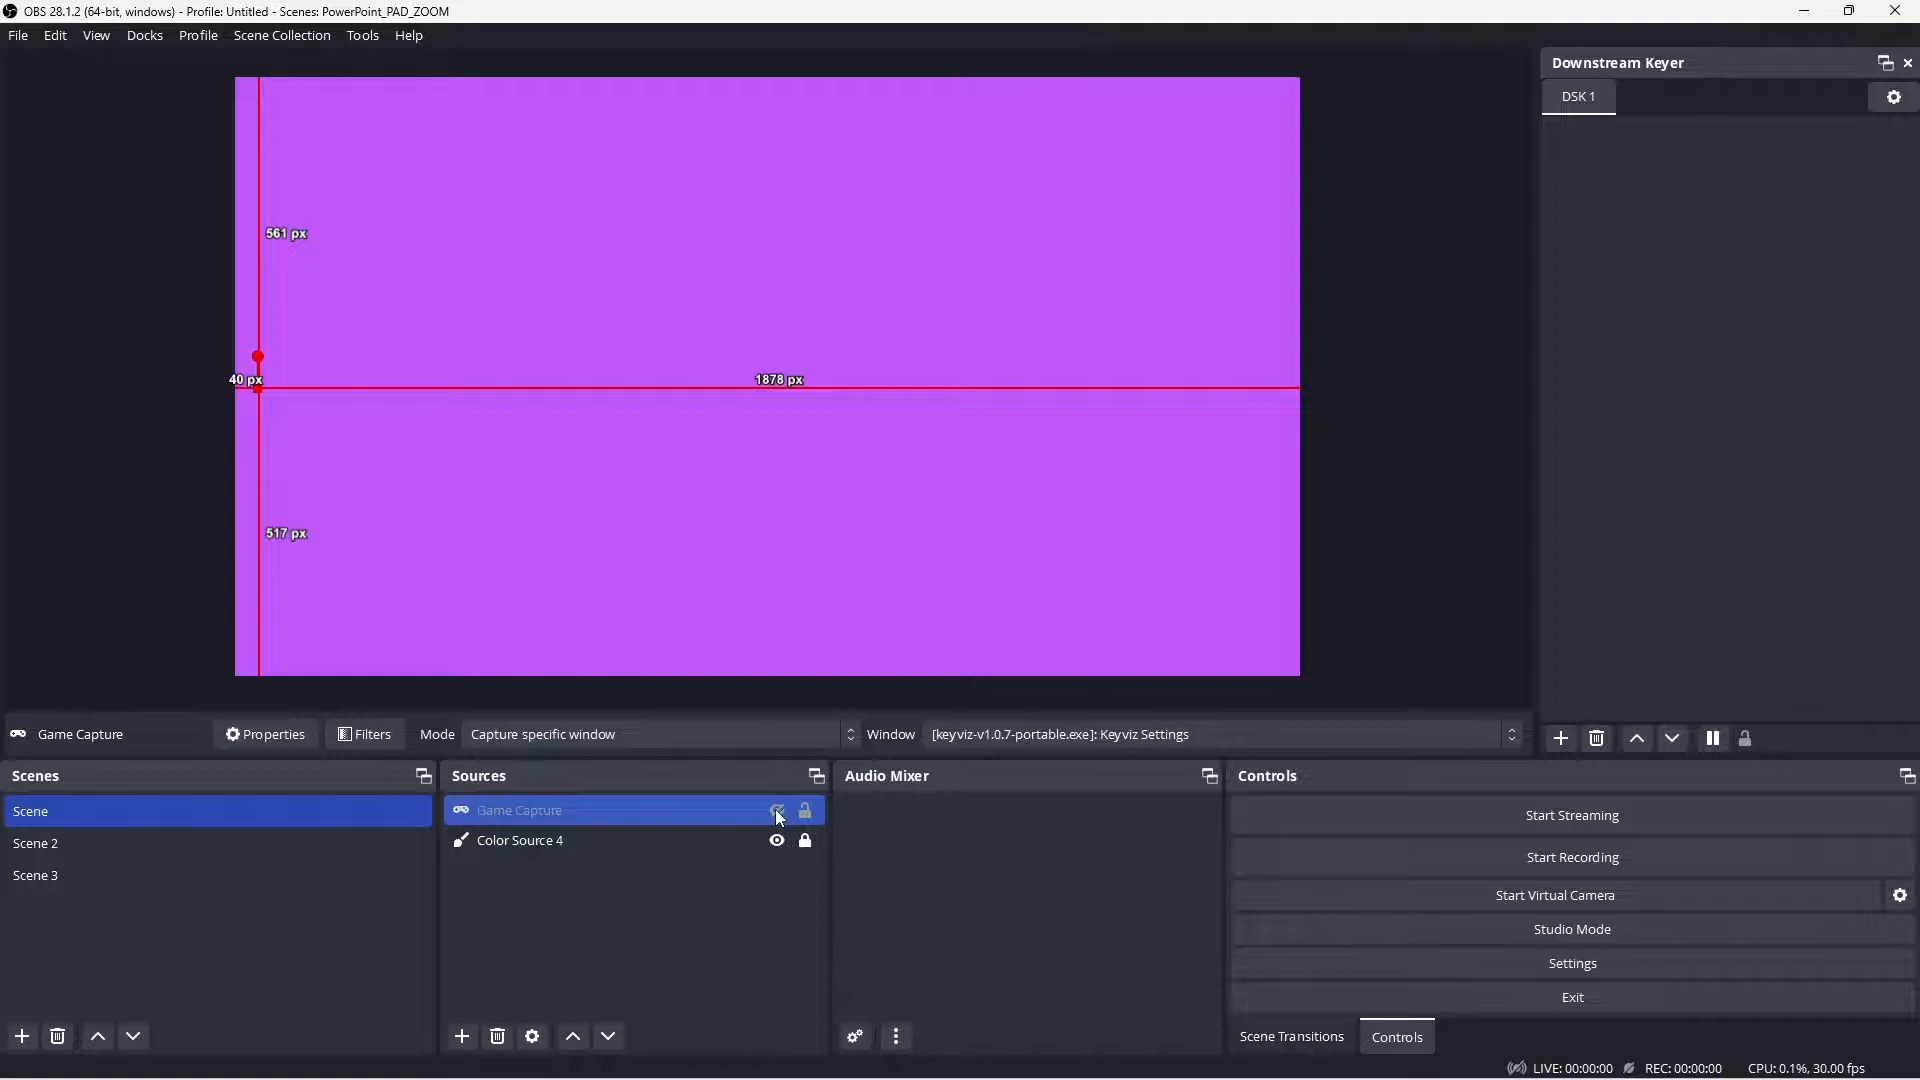 OBS 28.1.2 (64-bit, windows) - Profile: Untitled - Scenes: PowerPoint_PAD_ZOOM
File Edit View Docks Profile Scene Collection Tools Help
Downstream Keyer
DSK 1
561 px
40 px
1878 px
517 px
Game Capture Properties Filters Mode Capture specific window Window [keyviz-v1.0.7-portable.exe]: Keyviz Settings
Scenes
Scene
Scene 2
Scene 3
Sources
Game Capture
Color Source 4
Audio Mixer
Controls
Start Streaming
Start Recording
Start Virtual Camera
Studio Mode
Settings
Exit
Scene Transitions Controls
LIVE: 00:00:00 REC: 00:00:00 CPU: 0.1%, 30.00 fps